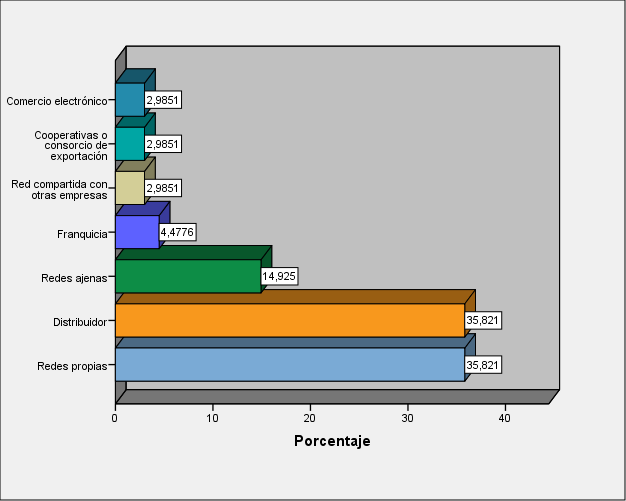 Comercio electrónico
2,9851
Cooperativas o
consorcio de
exportación
2,9851
Red compartida con
otras empresas
2,9851
Franquicia
4,4776
Redes ajenas
14,925
Distribuidor
35,821
Redes propias
35,821
0 10 20 30 40
Porcentaje